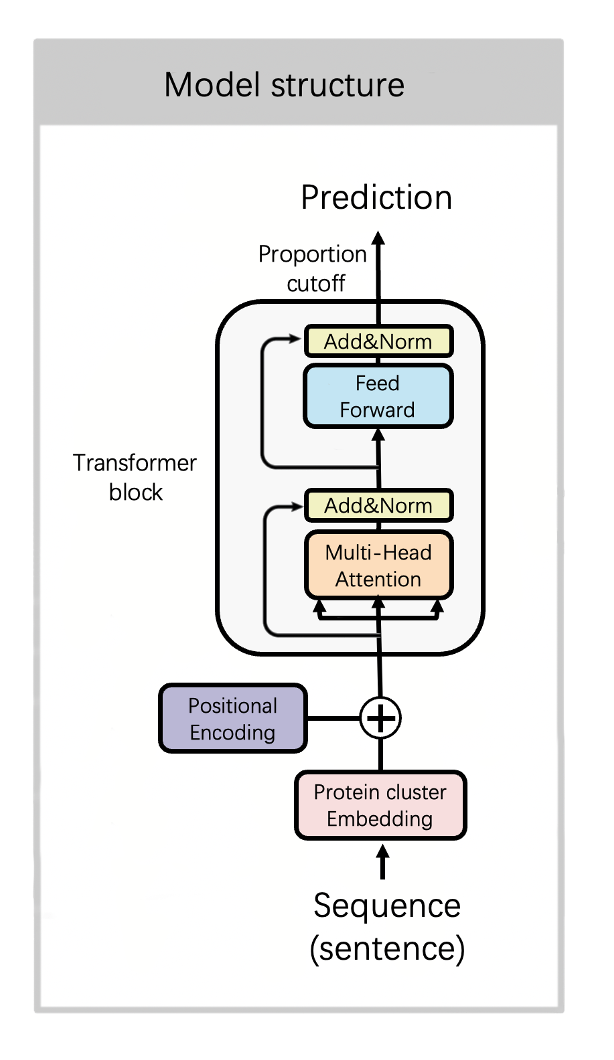 Model structure
Prediction
Proportion
cutoff
Add&Norm
Feed
Forward
Transformer
block
Add&Norm
Multi-Head
Attention
Positional
Encoding
Protein cluster
Embedding
Sequence
(sentence)